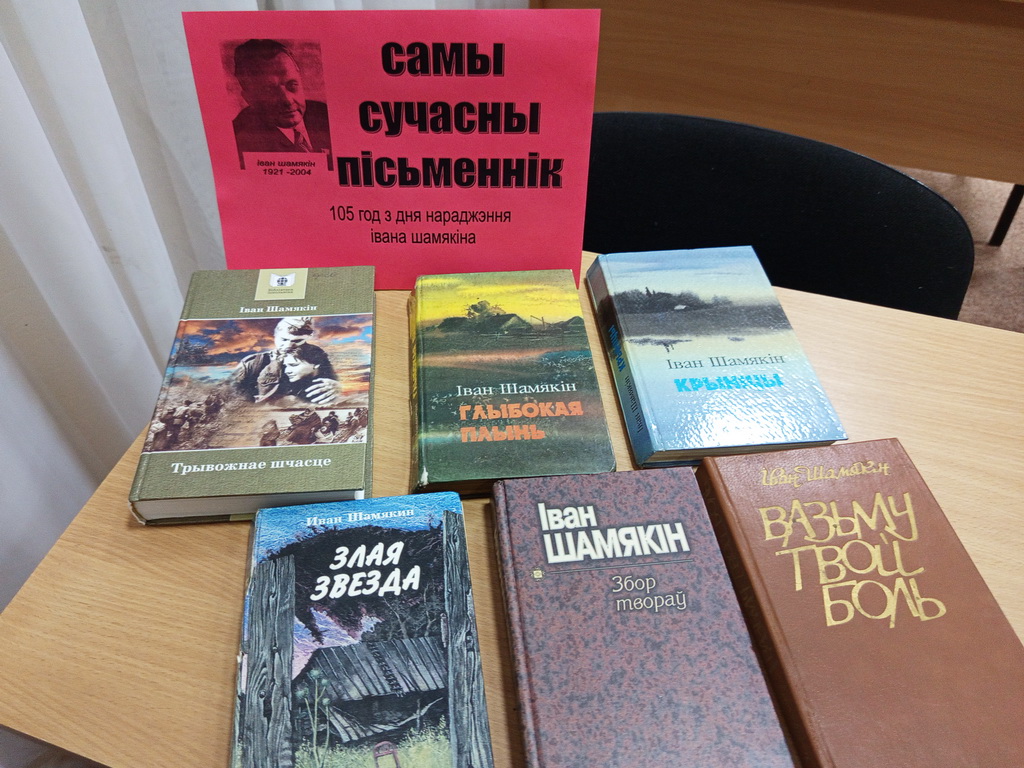 самы
сучасны
пісьменнік
іван шамякін
1921 -2004
105 год з дня нараджэння
івана шамякіна
Іван Шамякін
Трывожнае шчасце
Іван Шамякін
ГЛЫБОКАЯ
ПЛЫНЬ
Іван Шамякін
КРЫНІЦЫ
Иван Шамякин
ЗЛАЯ
ЗВЕЗДА
Іван
ШАМЯКІН
Збор
твораў
Іван Шамякін
ВАЗЬМУ
ТВОЙ
БОЛЬ